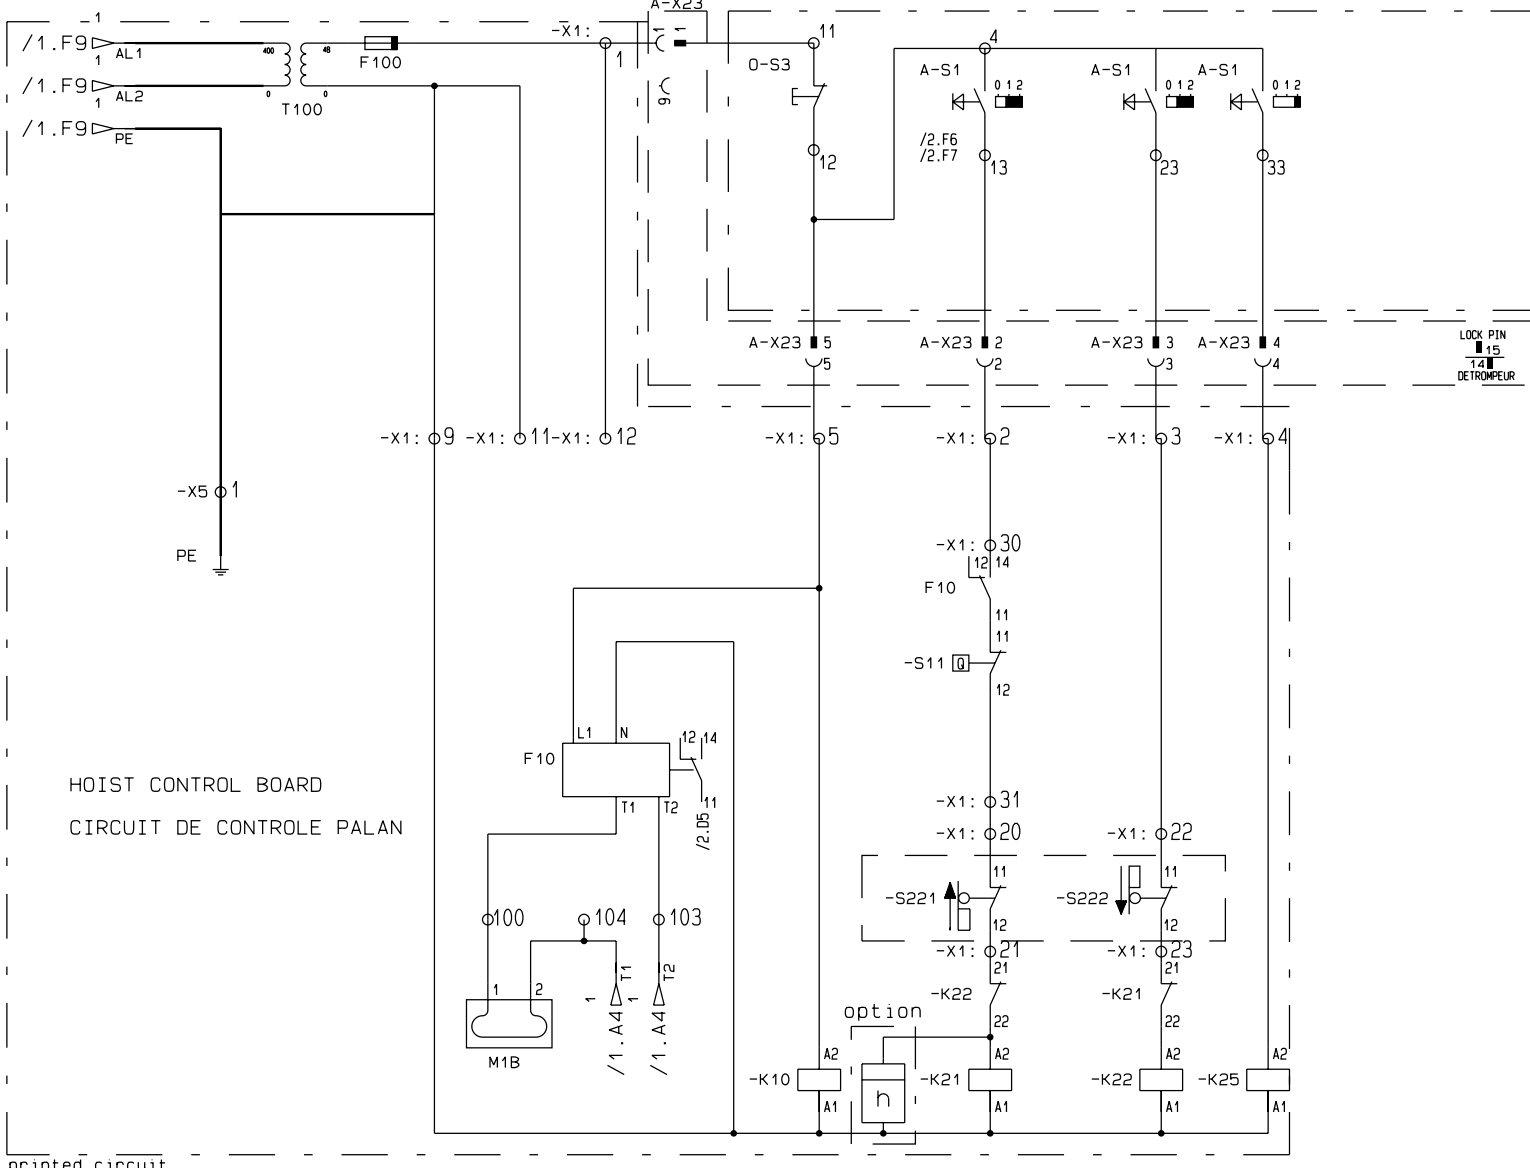 A-X23
1
/1.F9
AL1
400
48
F100
-X1:
1
1
1
11
4
O-S3
A-S1
0 1 2
A-S1
0 1 2
A-S1
0 1 2
1
/1.F9
AL2
0
0
T100
9
1
/1.F9
PE
/2.F6
/2.F7
12
13
23
33
A-X23
5
5
A-X23
2
2
A-X23
3
3
A-X23
4
4
LOCK PIN
15
14
DETROMPEUR
-X1:
9
-X1:
11
-X1:
12
-X1:
5
-X1:
2
-X1:
3
-X1:
4
-X5
1
PE
-X1:
30
12 14
F10
11
11
-S11
Q
12
L1
N
F10
12 14
11
T1
T2
/2.D5
HOIST CONTROL BOARD
CIRCUIT DE CONTROLE PALAN
-X1:
31
-X1:
20
-X1:
22
11
-S221
12
11
-S222
12
100
104
103
-X1:
21
-X1:
23
21
-K22
22
21
-K21
22
T1
T2
1
1
1
2
/1.A4
/1.A4
M1B
option
h
A2
-K10
A1
A2
-K21
A1
A2
-K22
A1
A2
-K25
A1
printed circuit